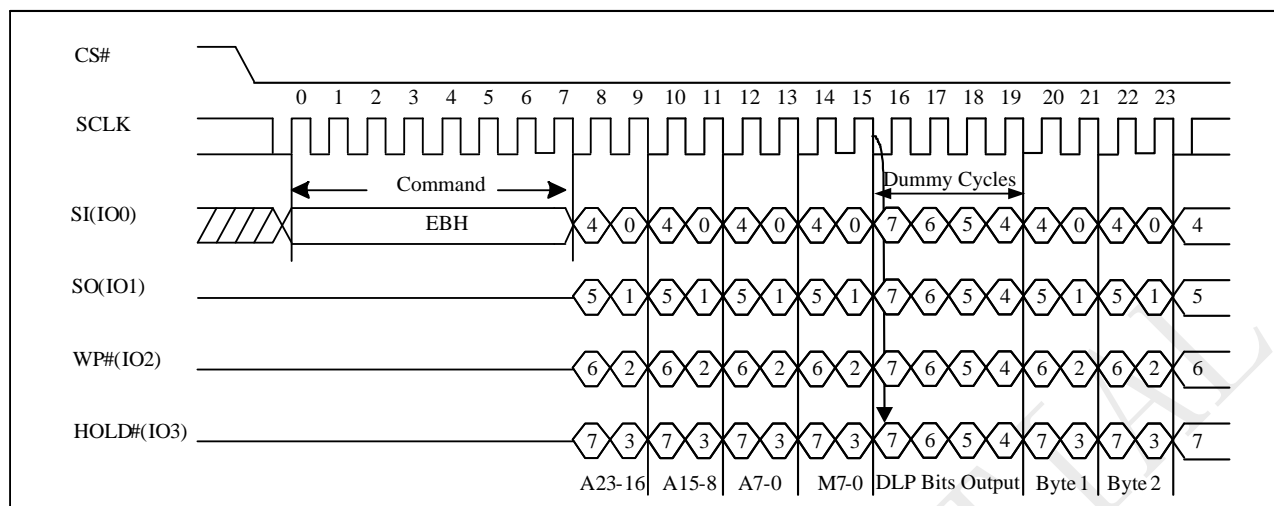 CS#
0 1 2 3 4 5 6 7 8 9 10 11 12 13 14 15 16 17 18 19 20 21 22 23
SCLK
Command
Dummy Cycles
SI(IO0)
EBH
4 0 4 0 4 0 4 0 7 6 5 4 4 0 4 0 4
SO(IO1)
5 1 5 1 5 1 5 1 7 6 5 4 5 1 5 1 5
WP#(IO2)
6 2 6 2 6 2 6 2 7 6 5 4 6 2 6 2 6
HOLD#(IO3)
7 3 7 3 7 3 7 3 7 6 5 4 7 3 7 3 7
A23-16 A15-8 A7-0 M7-0 DLP Bits Output Byte 1 Byte 2